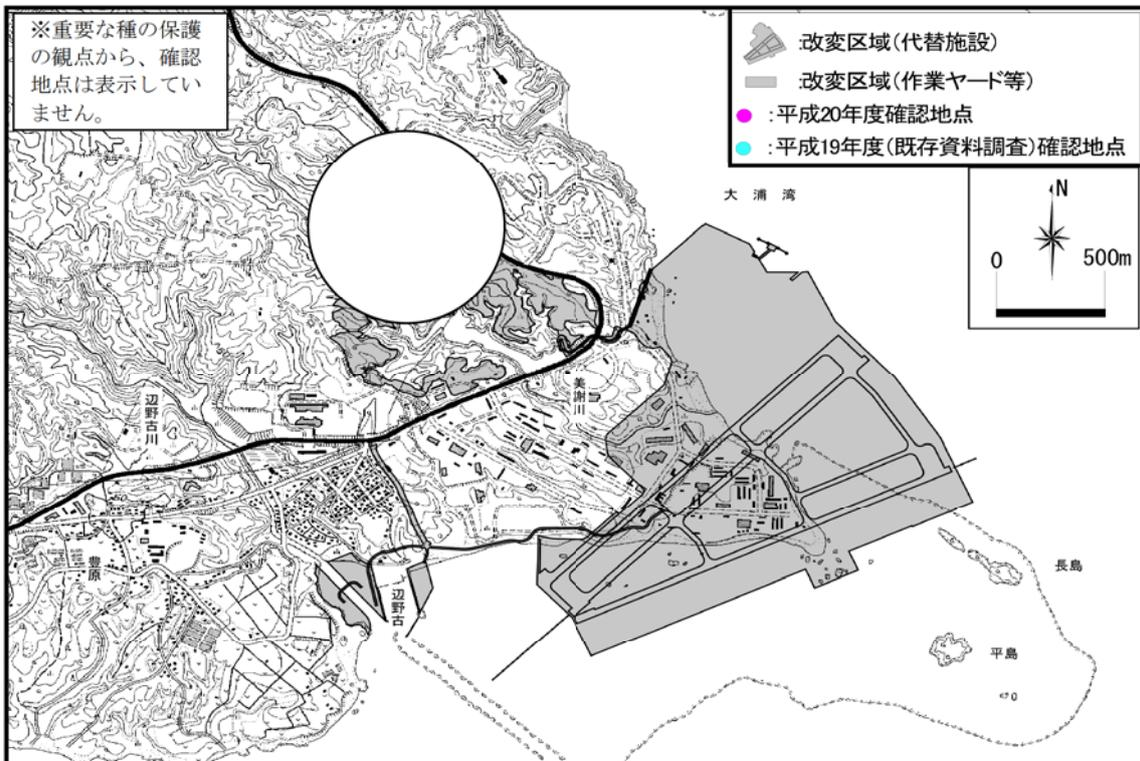 ※重要な種の保護
の観点から、確認
地点は表示してい
ません。
:改変区域(代替施設)
:改変区域(作業ヤード等)
:平成20年度確認地点
:平成19年度(既存資料調査)確認地点
N
0 500m
大浦湾
美謝川
辺野古川
豊原
辺野古
長島
平島